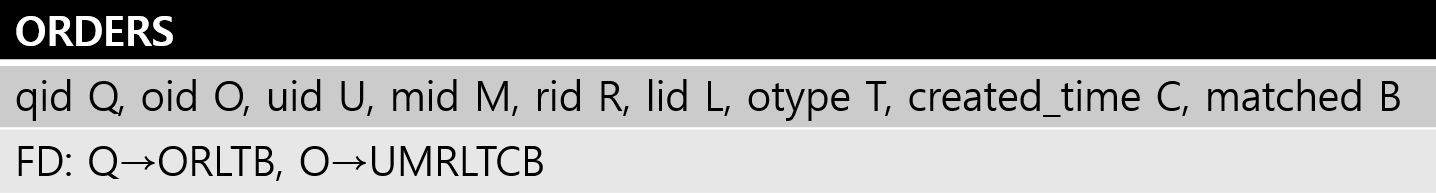 ORDERS
qid Q, oid O, uid U, mid M, rid R, lid L, otype T, created_time C, matched B
FD: Q→ORLTB, O→UMRLTCB